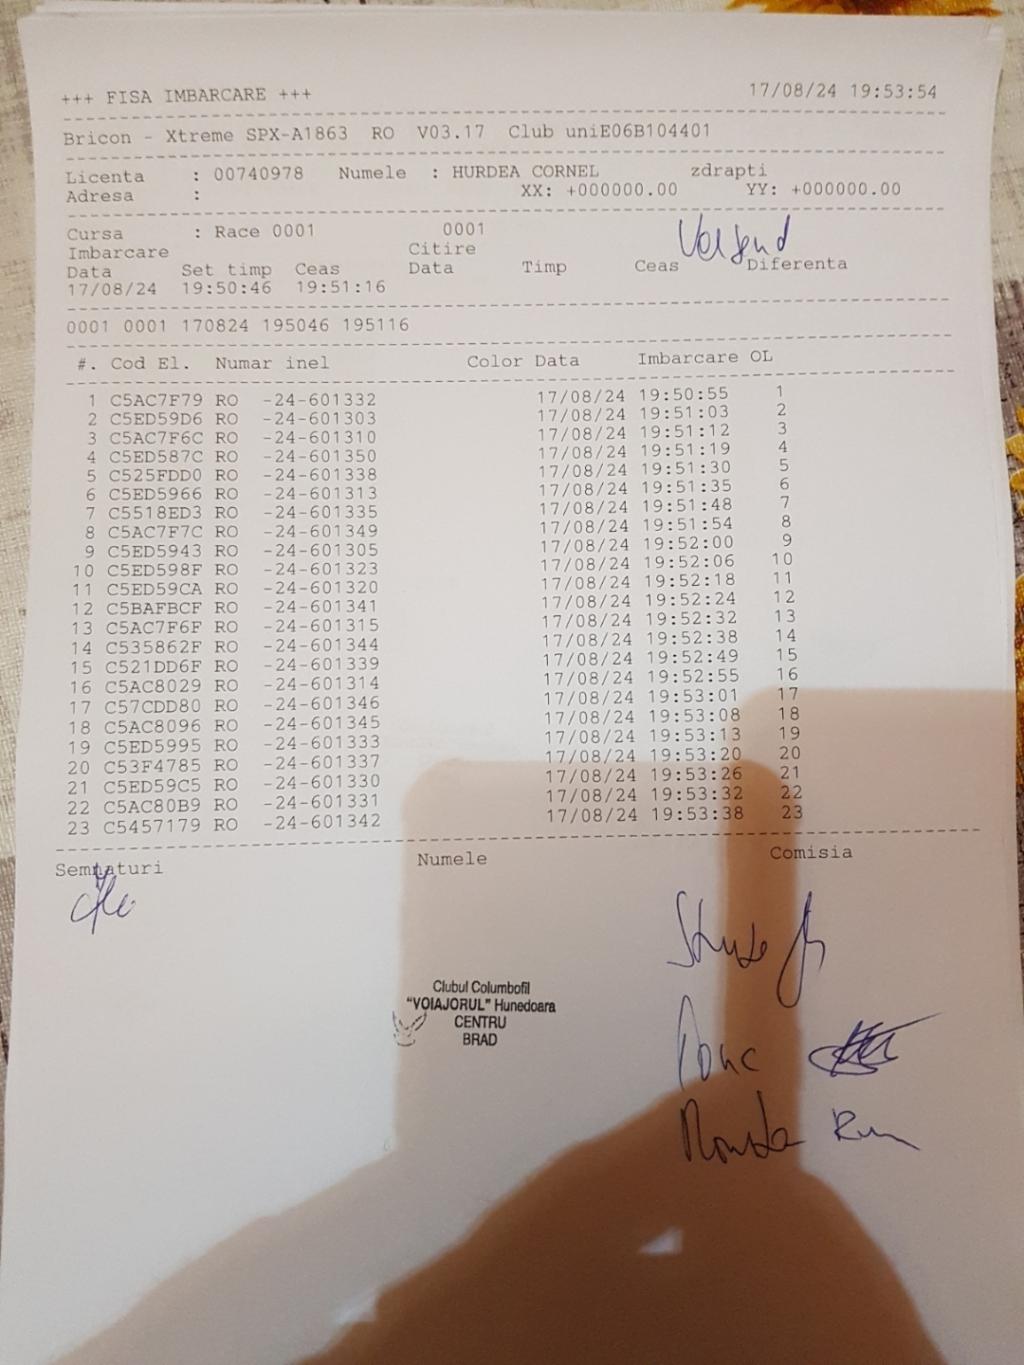 +++ FISA IMBARCARE +++ 17/08/24 19:53:54
Bricon - Xtreme SPX-A1863 RO V03.17 Club uniE06B104401
Licenta : 00740978 Numele : HURDEA CORNEL zdrapti
Adresa : XX: +000000.00 YY: +000000.00
Cursa : Race 0001 0001
Imbarcare Citire
Data Set timp Ceas Data Timp Ceas Diferenta
17/08/24 19:50:46 19:51:16
0001 0001 170824 195046 195116
#. Cod El. Numar inel Color Data Imbarcare OL
1 C5AC7F79 RO -24-601332 17/08/24 19:50:55 1
2 C5ED59D6 RO -24-601303 17/08/24 19:51:03 2
3 C5AC7F6C RO -24-601310 17/08/24 19:51:12 3
4 C5ED587C RO -24-601350 17/08/24 19:51:19 4
5 C525FDD0 RO -24-601338 17/08/24 19:51:30 5
6 C5ED5966 RO -24-601313 17/08/24 19:51:35 6
7 C5518ED3 RO -24-601335 17/08/24 19:51:48 7
8 C5AC7F7C RO -24-601349 17/08/24 19:51:54 8
9 C5ED5943 RO -24-601305 17/08/24 19:52:00 9
10 C5ED598F RO -24-601323 17/08/24 19:52:06 10
11 C5ED59CA RO -24-601320 17/08/24 19:52:18 11
12 C5BAFBCF RO -24-601341 17/08/24 19:52:24 12
13 C5AC7F6F RO -24-601315 17/08/24 19:52:32 13
14 C535862F RO -24-601344 17/08/24 19:52:38 14
15 C521DD6F RO -24-601339 17/08/24 19:52:49 15
16 C5AC8029 RO -24-601314 17/08/24 19:52:55 16
17 C57CDD80 RO -24-601346 17/08/24 19:53:01 17
18 C5AC8096 RO -24-601345 17/08/24 19:53:08 18
19 C5ED5995 RO -24-601333 17/08/24 19:53:13 19
20 C53F4785 RO -24-601337 17/08/24 19:53:20 20
21 C5ED59C5 RO -24-601330 17/08/24 19:53:26 21
22 C5AC80B9 RO -24-601331 17/08/24 19:53:32 22
23 C5457179 RO -24-601342 17/08/24 19:53:38 23
Semnaturi Numele Comisia
Clubul Columbofil
"VOIAJORUL" Hunedoara
CENTRU
BRAD